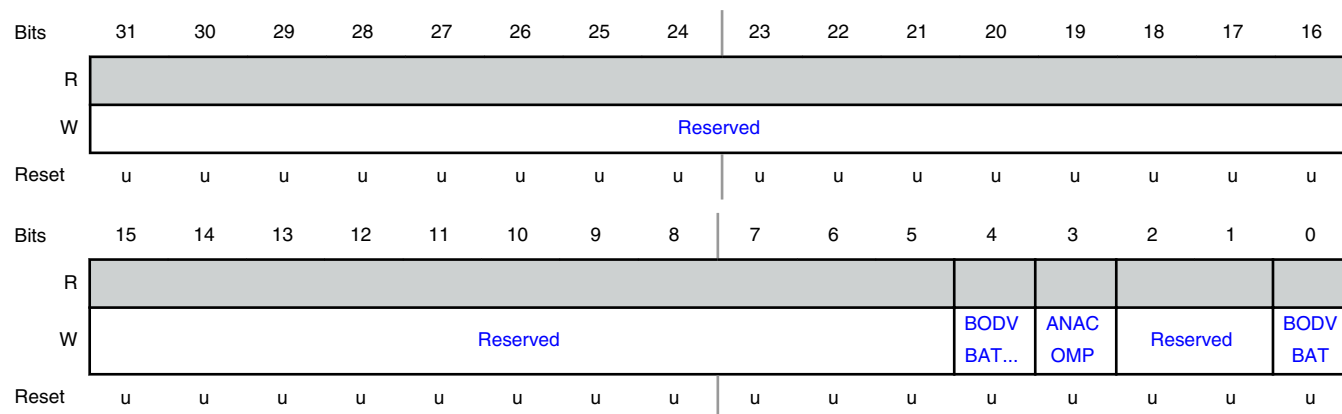 Bits 31 30 29 28 27 26 25 24 23 22 21 20 19 18 17 16
R
W Reserved
Reset u u u u u u u u u u u u u u u u
Bits 15 14 13 12 11 10 9 8 7 6 5 4 3 2 1 0
R
W Reserved BODV BAT... ANAC OMP Reserved BODV BAT
Reset u u u u u u u u u u u u u u u u